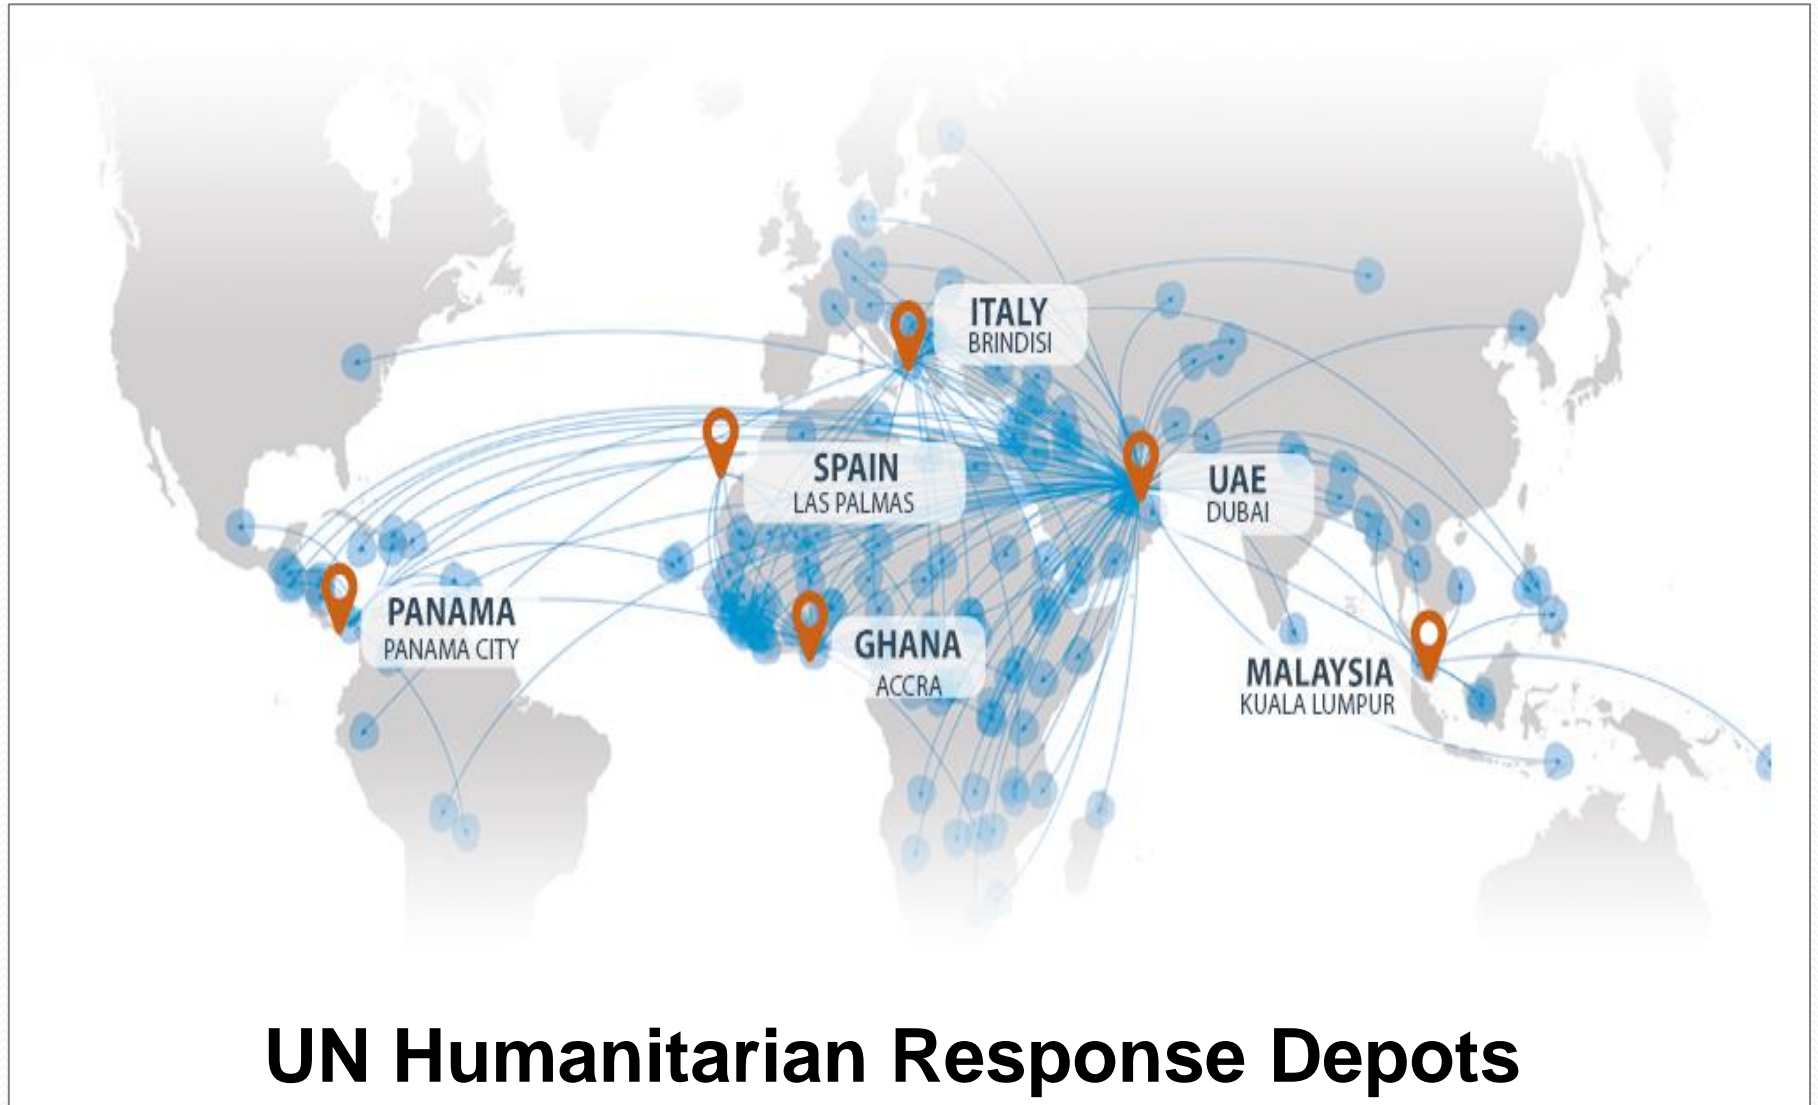 ITALY
BRINDISI
SPAIN
LAS PALMAS
UAE
DUBAI
PANAMA
PANAMA CITY
GHANA
ACCRA
MALAYSIA
KUALA LUMPUR
UN Humanitarian Response Depots